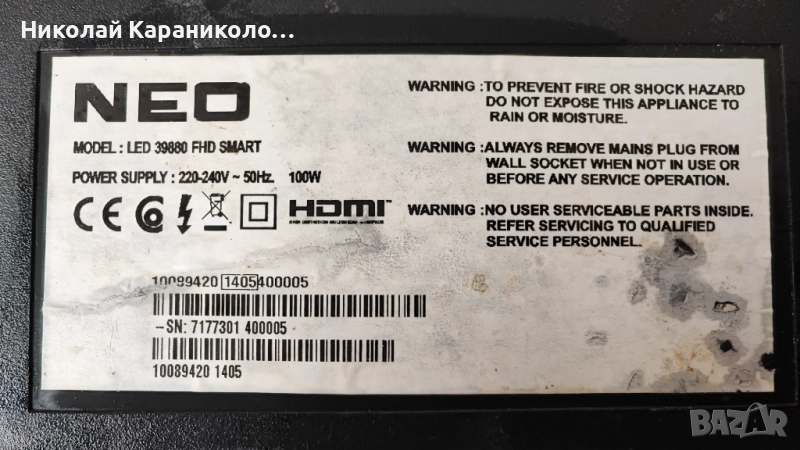 Николай Караниколо...
NEO
MODEL : LED 39880 FHD SMART
POWER SUPPLY : 220-240V ~ 50Hz. 100W
CE
HDMI
WARNING :TO PREVENT FIRE OR SHOCK HAZARD
DO NOT EXPOSE THIS APPLIANCE TO
RAIN OR MOISTURE.
WARNING :ALWAYS REMOVE MAINS PLUG FROM
WALL SOCKET WHEN NOT IN USE OR
BEFORE ANY SERVICE OPERATION.
WARNING :NO USER SERVICEABLE PARTS INSIDE.
REFER SERVICING TO QUALIFIED
SERVICE PERSONNEL.
10089420 1405 400005
-SN: 7177301 400005
10089420 1405
BAZAR